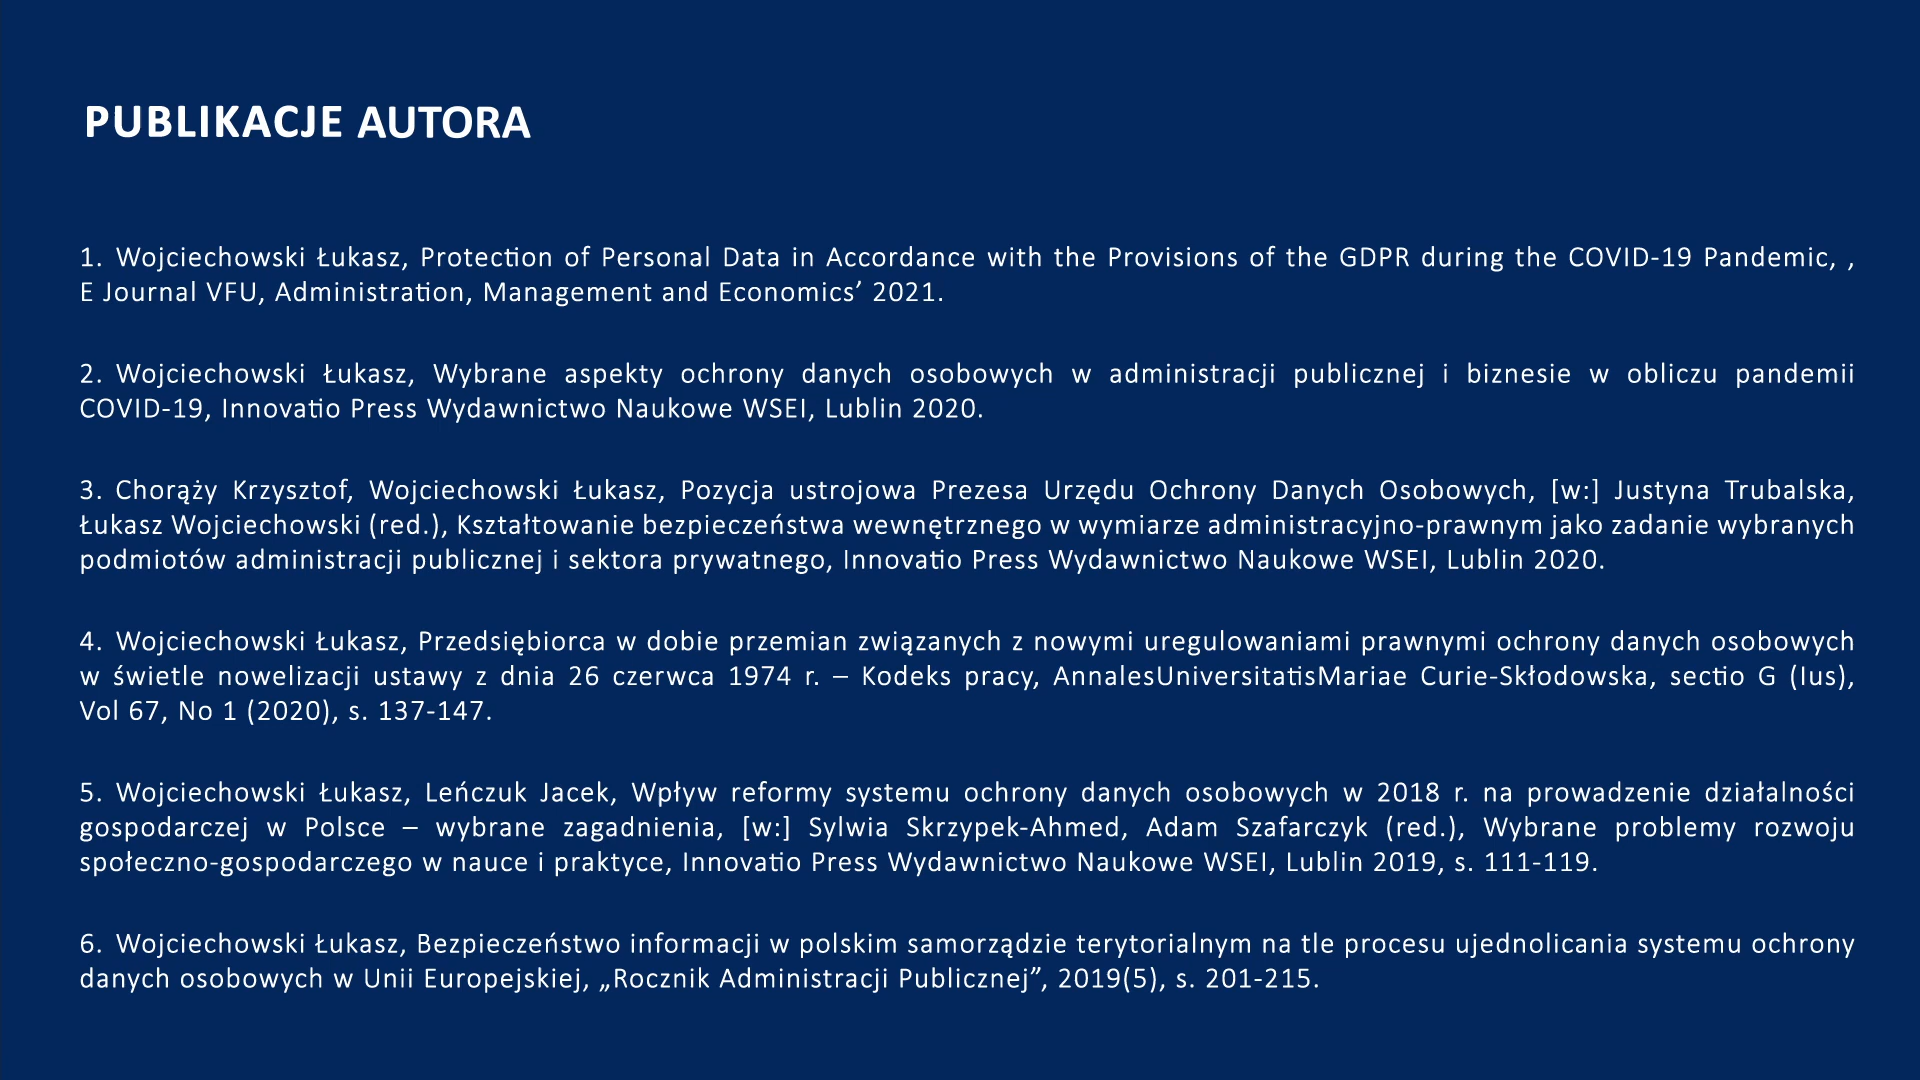 PUBLIKACJE AUTORA
1. Wojciechowski Łukasz, Protection of Personal Data in Accordance with the Provisions of the GDPR during the COVID-19 Pandemic, ,
E Journal VFU, Administration, Management and Economics’ 2021.
2. Wojciechowski Łukasz, Wybrane aspekty ochrony danych osobowych w administracji publicznej i biznesie w obliczu pandemii
COVID-19, Innovatio Press Wydawnictwo Naukowe WSEI, Lublin 2020.
3. Chorąży Krzysztof, Wojciechowski Łukasz, Pozycja ustrojowa Prezesa Urzędu Ochrony Danych Osobowych, [w:] Justyna Trubalska,
Łukasz Wojciechowski (red.), Kształtowanie bezpieczeństwa wewnętrznego w wymiarze administracyjno-prawnym jako zadanie wybranych
podmiotów administracji publicznej i sektora prywatnego, Innovatio Press Wydawnictwo Naukowe WSEI, Lublin 2020.
4. Wojciechowski Łukasz, Przedsiębiorca w dobie przemian związanych z nowymi uregulowaniami prawnymi ochrony danych osobowych
w świetle nowelizacji ustawy z dnia 26 czerwca 1974 r. – Kodeks pracy, AnnalesUniversitatisMariae Curie-Skłodowska, sectio G (Ius),
Vol 67, No 1 (2020), s. 137-147.
5. Wojciechowski Łukasz, Leńczuk Jacek, Wpływ reformy systemu ochrony danych osobowych w 2018 r. na prowadzenie działalności
gospodarczej w Polsce – wybrane zagadnienia, [w:] Sylwia Skrzypek-Ahmed, Adam Szafarczyk (red.), Wybrane problemy rozwoju
społeczno-gospodarczego w nauce i praktyce, Innovatio Press Wydawnictwo Naukowe WSEI, Lublin 2019, s. 111-119.
6. Wojciechowski Łukasz, Bezpieczeństwo informacji w polskim samorządzie terytorialnym na tle procesu ujednolicania systemu ochrony
danych osobowych w Unii Europejskiej, „Rocznik Administracji Publicznej”, 2019(5), s. 201-215.